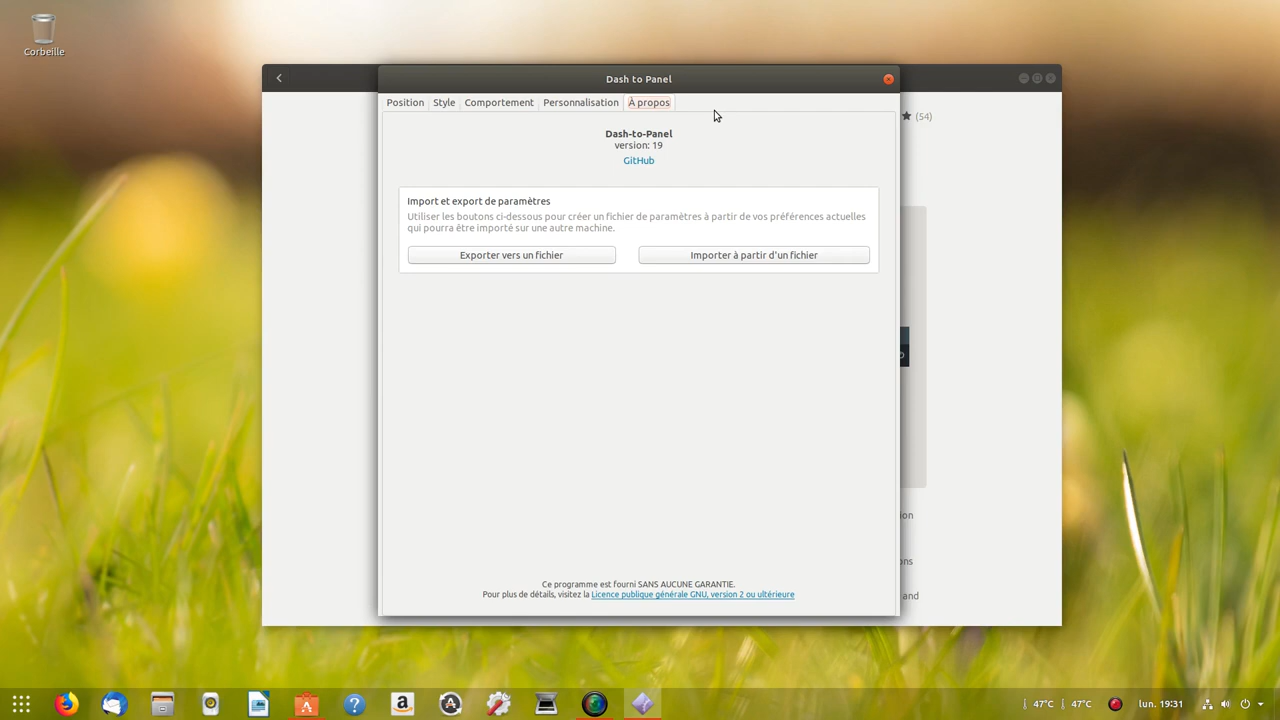 Corbeille
Dash to Panel
Position Style Comportement Personnalisation À propos
(54)
Dash-to-Panel
version: 19
GitHub
Import et export de paramètres
Utiliser les boutons ci-dessous pour créer un fichier de paramètres à partir de vos préférences actuelles
qui pourra être importé sur une autre machine.
Exporter vers un fichier Importer à partir d'un fichier
ion
ons
and
Ce programme est fourni SANS AUCUNE GARANTIE.
Pour plus de détails, visitez la Licence publique générale GNU, version 2 ou ultérieure
47°C 47°C lun. 19:31